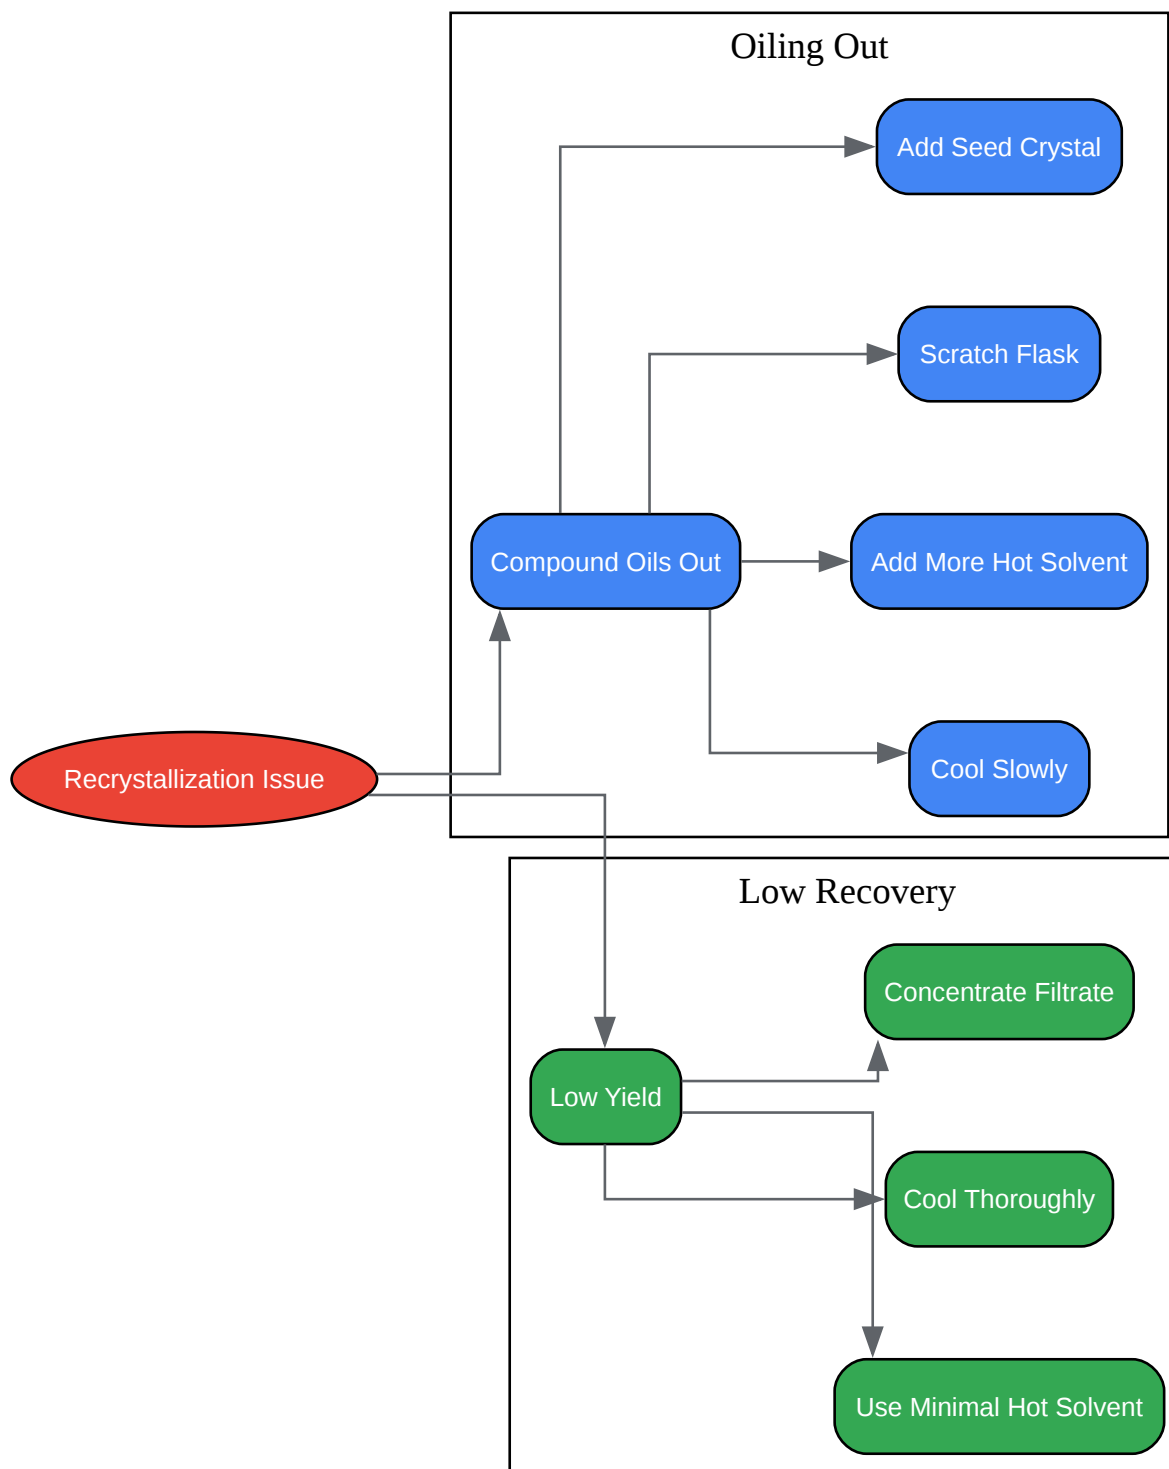 Oiling Out
Add Seed Crystal
Scratch Flask
Compound Oils Out
Add More Hot Solvent
Cool Slowly
Recrystallization Issue
Low Recovery
Concentrate Filtrate
Low Yield
Cool Thoroughly
Use Minimal Hot Solvent